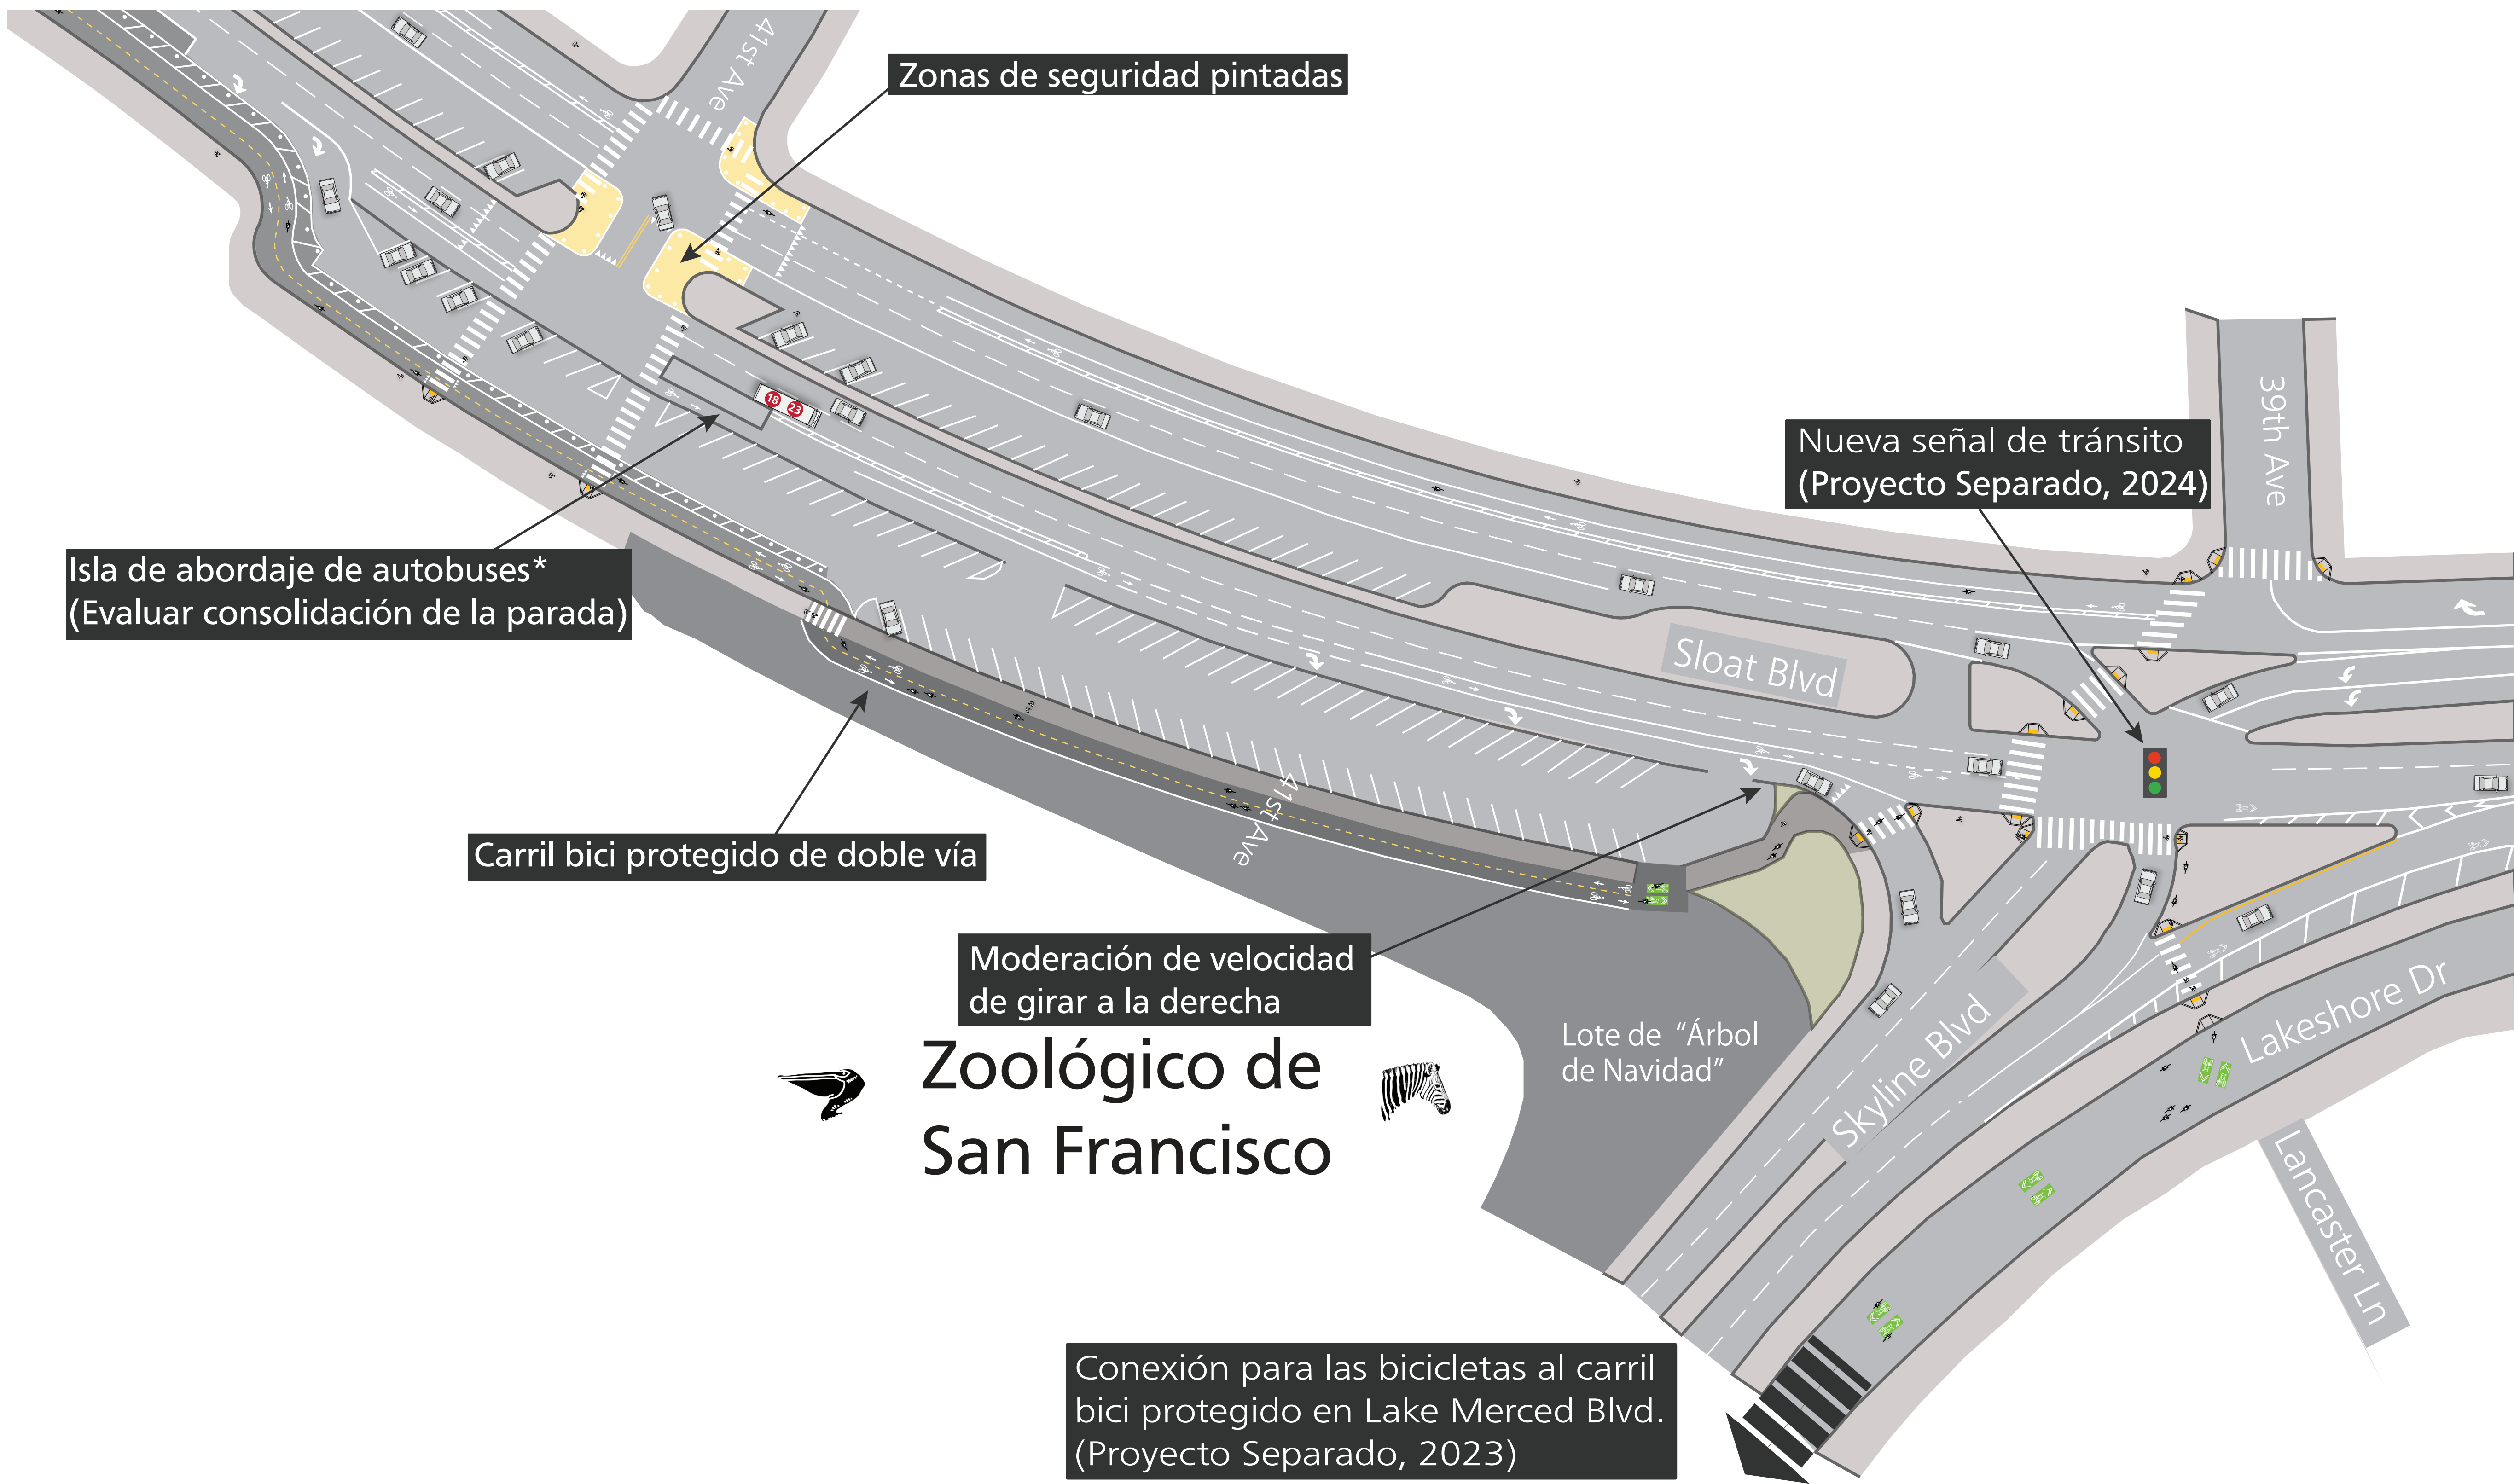 41st Ave
Zonas de seguridad pintadas
39th Ave
18
23
Nueva señal de tránsito
(Proyecto Separado, 2024)
Isla de abordaje de autobuses*
(Evaluar consolidación de la parada)
Sloat Blvd
41st Ave
Carril bici protegido de doble vía
Moderación de velocidad
de girar a la derecha
Zoológico de
San Francisco
Lote de “Árbol
de Navidad”
Skyline Blvd
Lakeshore Dr
Lancaster Ln
Conexión para las bicicletas al carril
bici protegido en Lake Merced Blvd.
(Proyecto Separado, 2023)